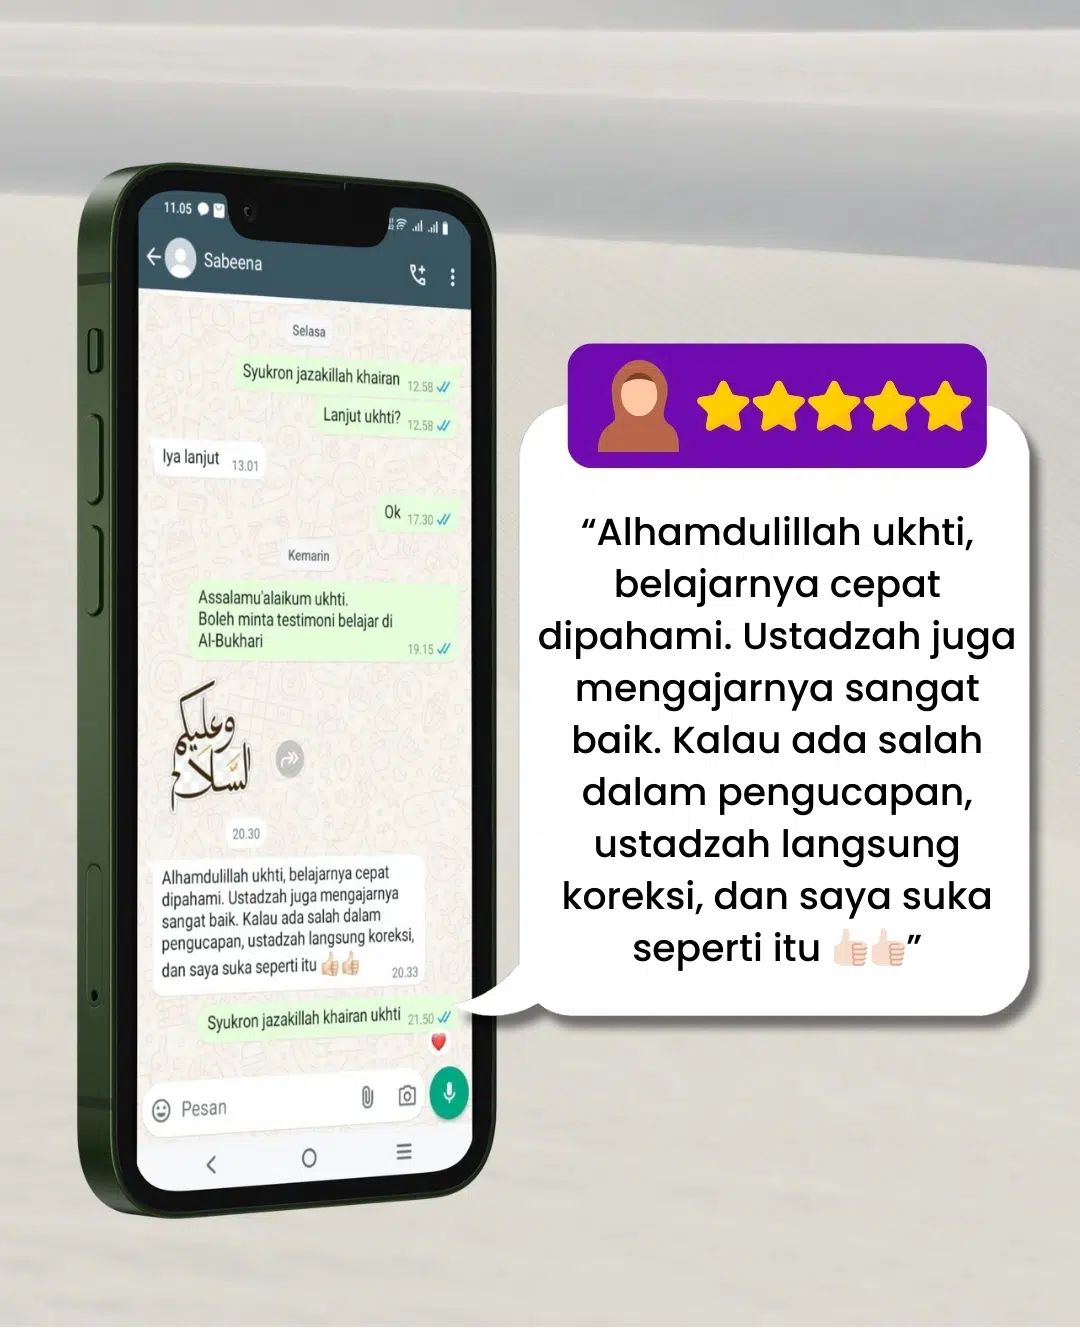 11.05
Sabeena
Selasa
Syukron jazakillah khairan 12.58
Lanjut ukhti? 12.58
Iya lanjut 13.01
Ok 17.30
Kemarin
Assalamu'alaikum ukhti.
Boleh minta testimoni belajar di
Al-Bukhari 19.15
وعليكم
السلام
20.30
Alhamdulillah ukhti, belajarnya cepat
dipahami. Ustadzah juga mengajarnya
sangat baik. Kalau ada salah dalam
pengucapan, ustadzah langsung koreksi,
dan saya suka seperti itu 👍🏻👍🏻 20.33
Syukron jazakillah khairan ukhti 21.50
❤️
Pesan
“Alhamdulillah ukhti,
belajarnya cepat
dipahami. Ustadzah juga
mengajarnya sangat
baik. Kalau ada salah
dalam pengucapan,
ustadzah langsung
koreksi, dan saya suka
seperti itu 👍🏻👍🏻”